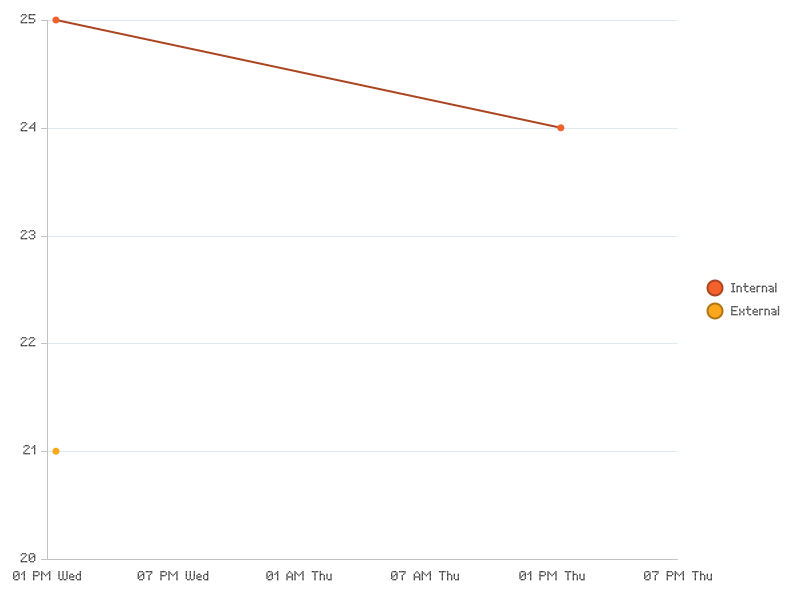 25
24
23
22
21
20
01 PM Wed
07 PM Wed
01 AM Thu
07 AM Thu
01 PM Thu
07 PM Thu
Internal
External